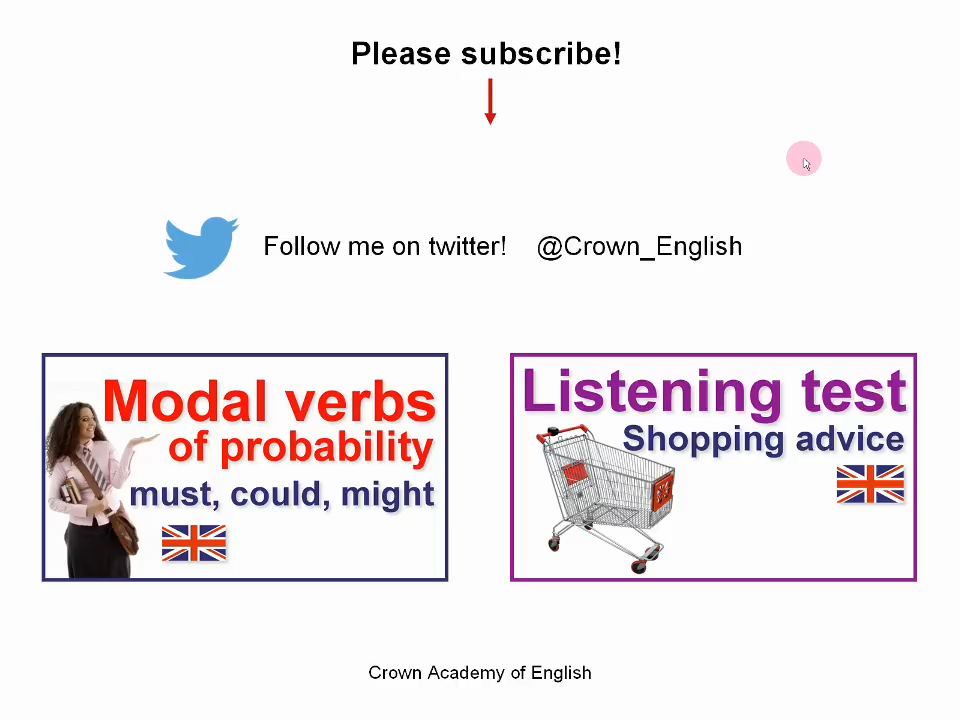 Please subscribe!
Follow me on twitter! @Crown_English
Modal verbs
of probability
must, could, might
Listening test
Shopping advice
Crown Academy of English